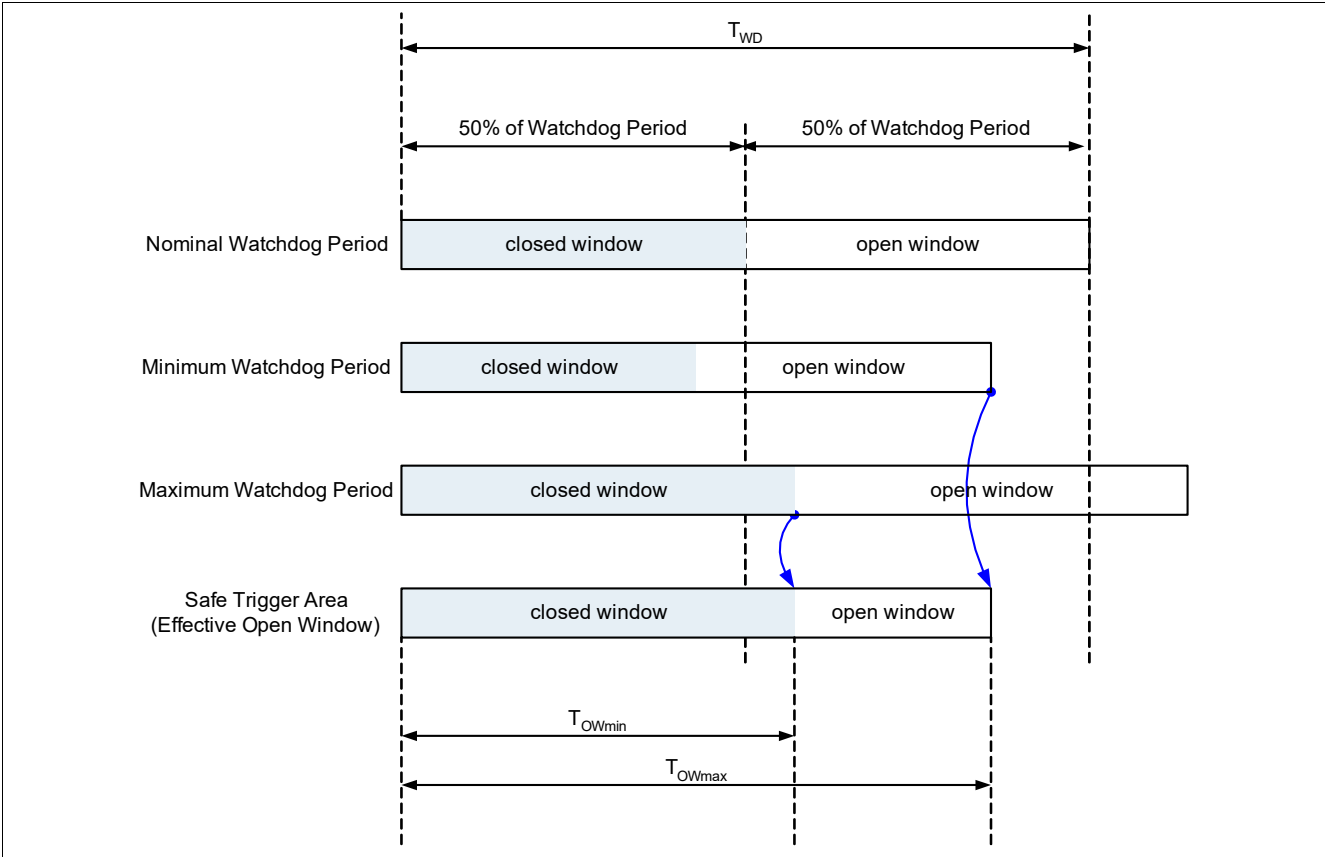 TWD
50% of Watchdog Period
50% of Watchdog Period
Nominal Watchdog Period
closed window
open window
Minimum Watchdog Period
closed window
open window
Maximum Watchdog Period
closed window
open window
Safe Trigger Area
(Effective Open Window)
closed window
open window
TOWmin
TOWmax